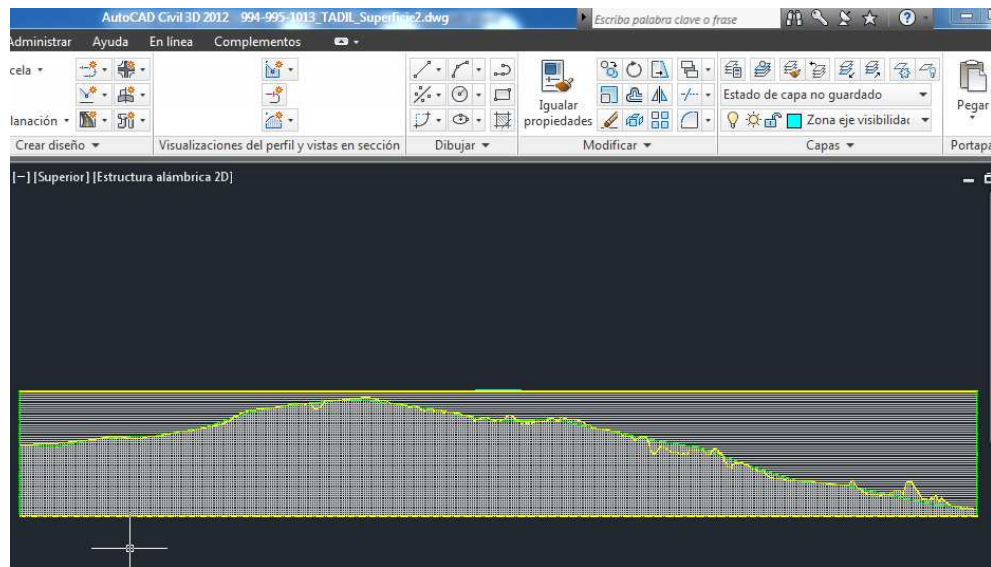 AutoCAD Civil 3D 2012 994-995-1013_TADIL_Superficie2.dwg
Escriba palabra clave o frase
Administrar Ayuda En línea Complementos
cela
Igualar propiedades
Estado de capa no guardado
Pegar
lanación
Zona eje visibilidac
Crear diseño
Visualizaciones del perfil y vistas en sección
Dibujar
Modificar
Capas
Portapa
[−] [Superior] [Estructura alámbrica 2D]